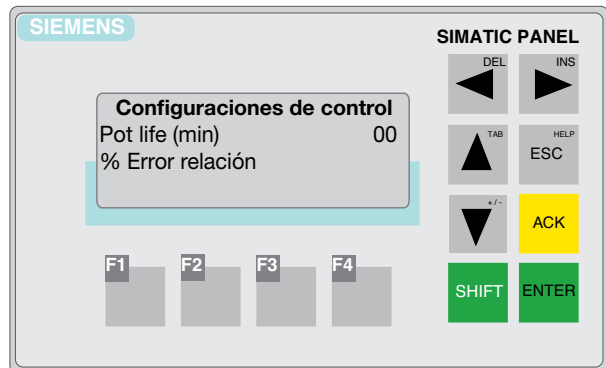 SIEMENS
SIMATIC PANEL
DEL
INS
Configuraciones de control
Pot life (min) 00
% Error relación
TAB
HELP
ESC
+/-
ACK
F1 F2 F3 F4
SHIFT ENTER